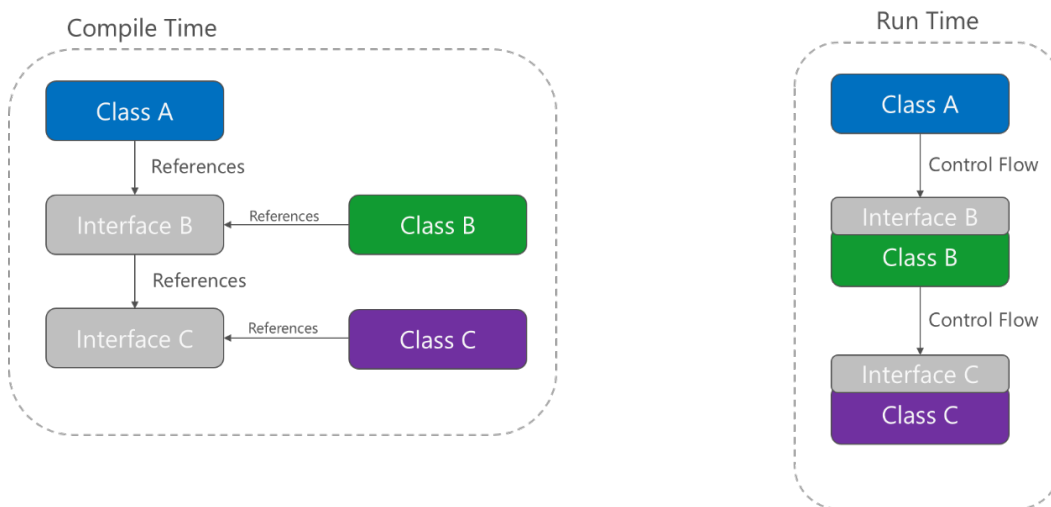 Compile Time
Class A
References
Interface B
References
Class B
References
Interface C
References
Class C
Run Time
Class A
Control Flow
Interface B
Class B
Control Flow
Interface C
Class C